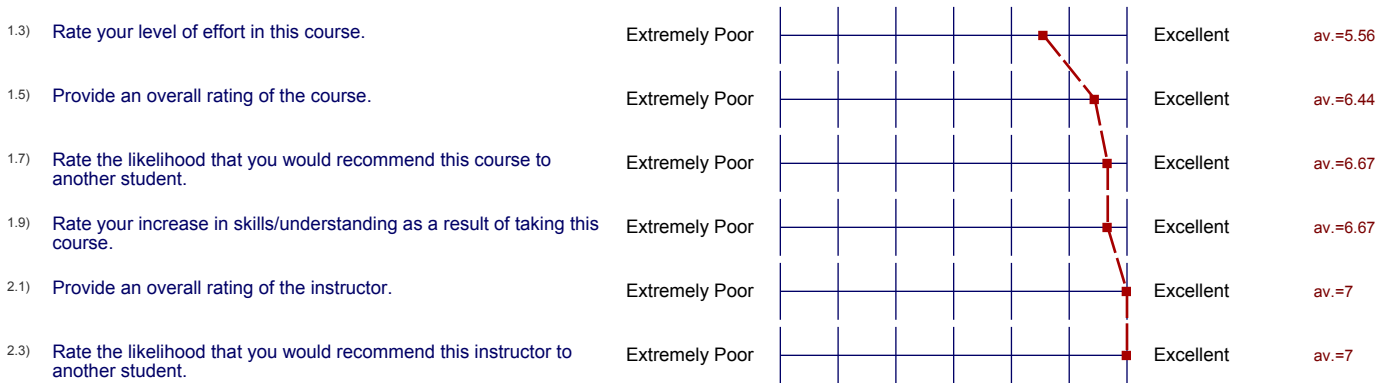 1.3) Rate your level of effort in this course. Extremely Poor Excellent av.=5.56
1.5) Provide an overall rating of the course. Extremely Poor Excellent av.=6.44
1.7) Rate the likelihood that you would recommend this course to
another student. Extremely Poor Excellent av.=6.67
1.9) Rate your increase in skills/understanding as a result of taking this
course. Extremely Poor Excellent av.=6.67
2.1) Provide an overall rating of the instructor. Extremely Poor Excellent av.=7
2.3) Rate the likelihood that you would recommend this instructor to
another student. Extremely Poor Excellent av.=7